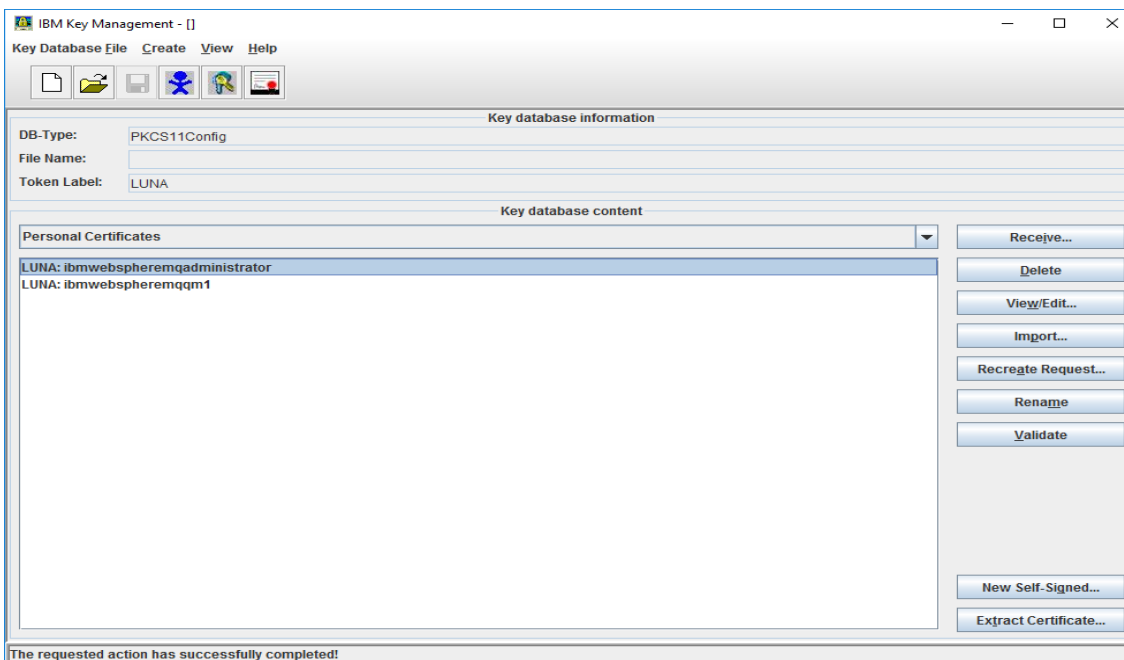 IBM Key Management - []
Key Database File Create View Help
Key database information
DB-Type: PKCS11Config
File Name:
Token Label: LUNA
Key database content
Personal Certificates
Receive...
LUNA: ibmwebspheremqadministrator
Delete
LUNA: ibmwebspheremqqm1
View/Edit...
Import...
Recreate Request...
Rename
Validate
New Self-Signed...
Extract Certificate...
The requested action has successfully completed!